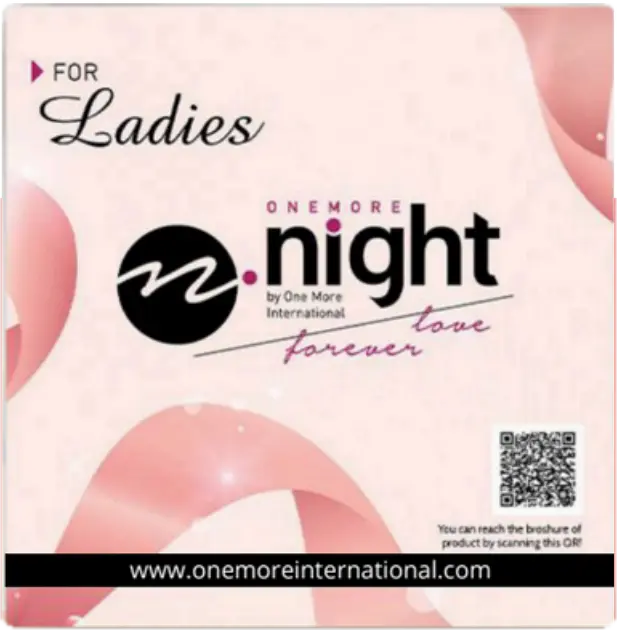 FOR
Ladies
ONEMORE
n.night
by One More
International
love
forever
You can reach the broshure of
product by scanning this QR!
www.onemoreinternational.com